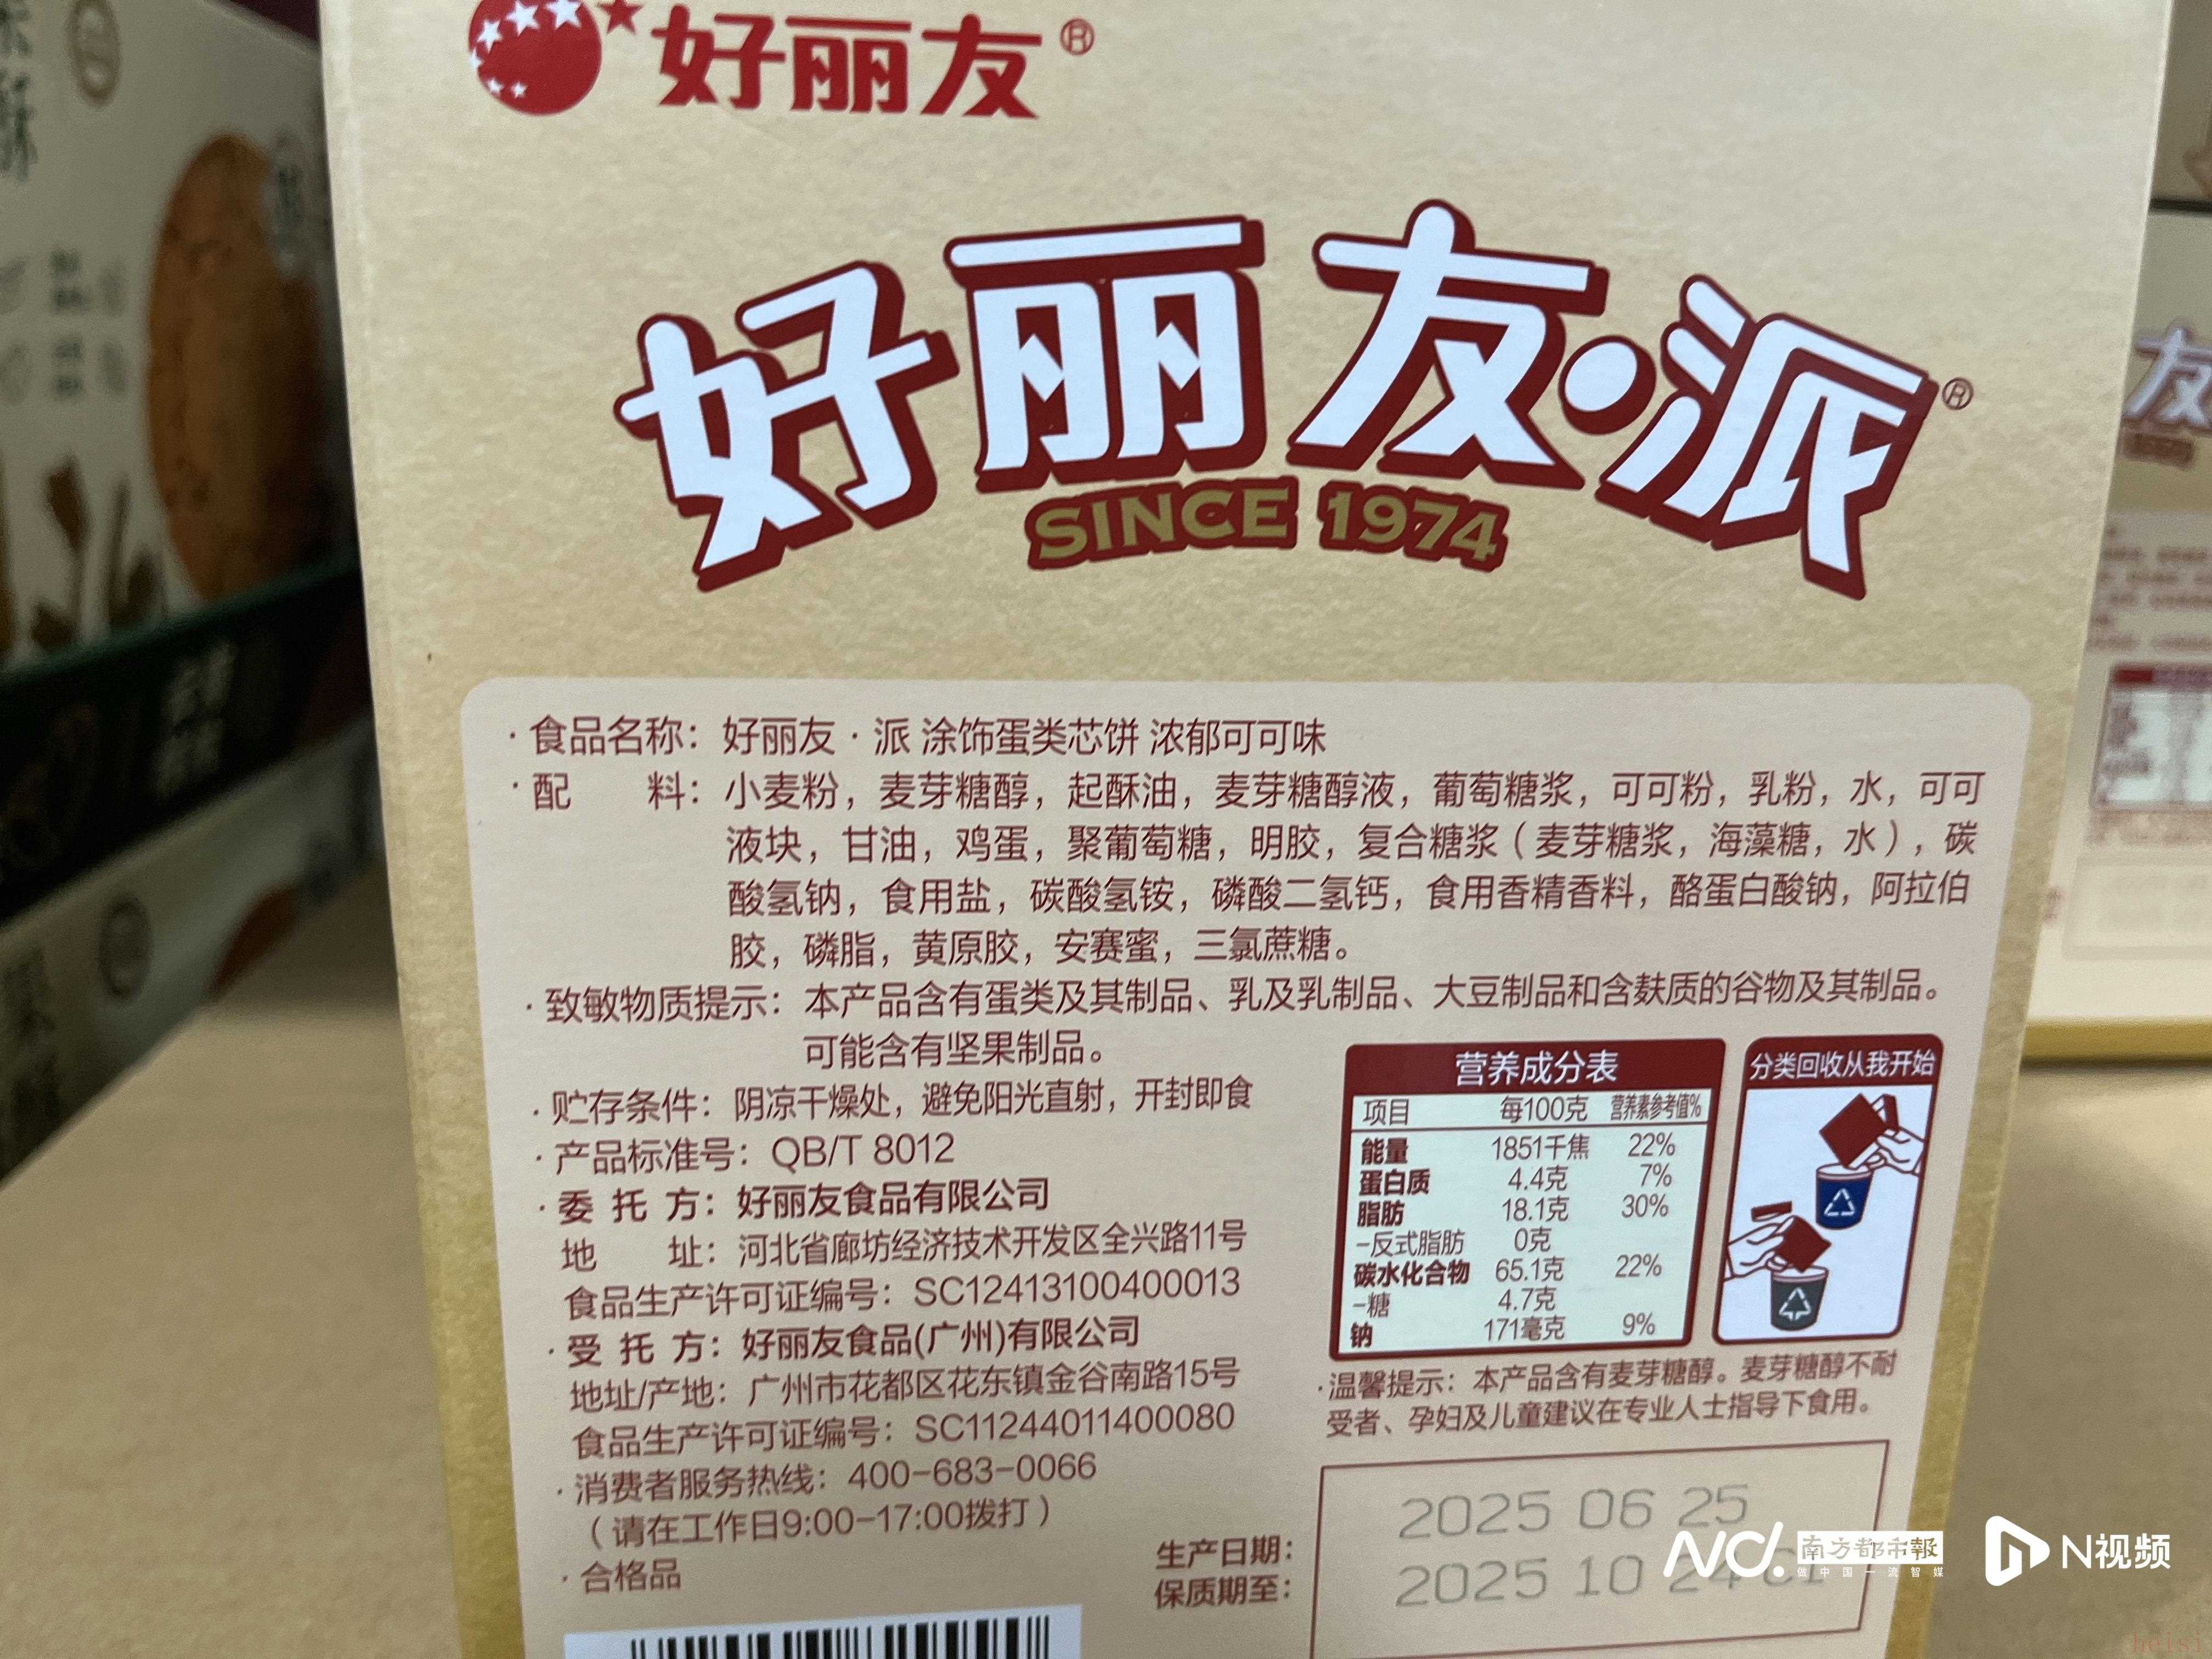 好丽友®
好丽友·派®
SINCE 1974
·食品名称：好丽友·派 涂饰蛋类芯饼 浓郁可可味
·配　　料：小麦粉，麦芽糖醇，起酥油，麦芽糖醇液，葡萄糖浆，可可粉，乳粉，水，可可
液块，甘油，鸡蛋，聚葡萄糖，明胶，复合糖浆（麦芽糖浆，海藻糖，水），碳
酸氢钠，食用盐，碳酸氢铵，磷酸二氢钙，食用香精香料，酪蛋白酸钠，阿拉伯
胶，磷脂，黄原胶，安赛蜜，三氯蔗糖。
·致敏物质提示：本产品含有蛋类及其制品、乳及乳制品、大豆制品和含麸质的谷物及其制品。
可能含有坚果制品。
·贮存条件：阴凉干燥处，避免阳光直射，开封即食
·产品标准号：QB/T 8012
·委 托 方：好丽友食品有限公司
地　　址：河北省廊坊经济技术开发区全兴路11号
食品生产许可证编号：SC12413100400013
·受 托 方：好丽友食品(广州)有限公司
地址/产地：广州市花都区花东镇金谷南路15号
食品生产许可证编号：SC11244011400080
·消费者服务热线：400-683-0066
（请在工作日9:00-17:00拨打）
·合格品
营养成分表
项目 每100克 营养素参考值%
能量 1851千焦 22%
蛋白质 4.4克 7%
脂肪 18.1克 30%
-反式脂肪 0克
碳水化合物 65.1克 22%
-糖 4.7克
钠 171毫克 9%
分类回收从我开始
·温馨提示：本产品含有麦芽糖醇。麦芽糖醇不耐
受者、孕妇及儿童建议在专业人士指导下食用。
生产日期：
保质期至：
2025 06 25
2025 10 24 C1
南方都市報
做中国一流智媒
N视频
友
heisi